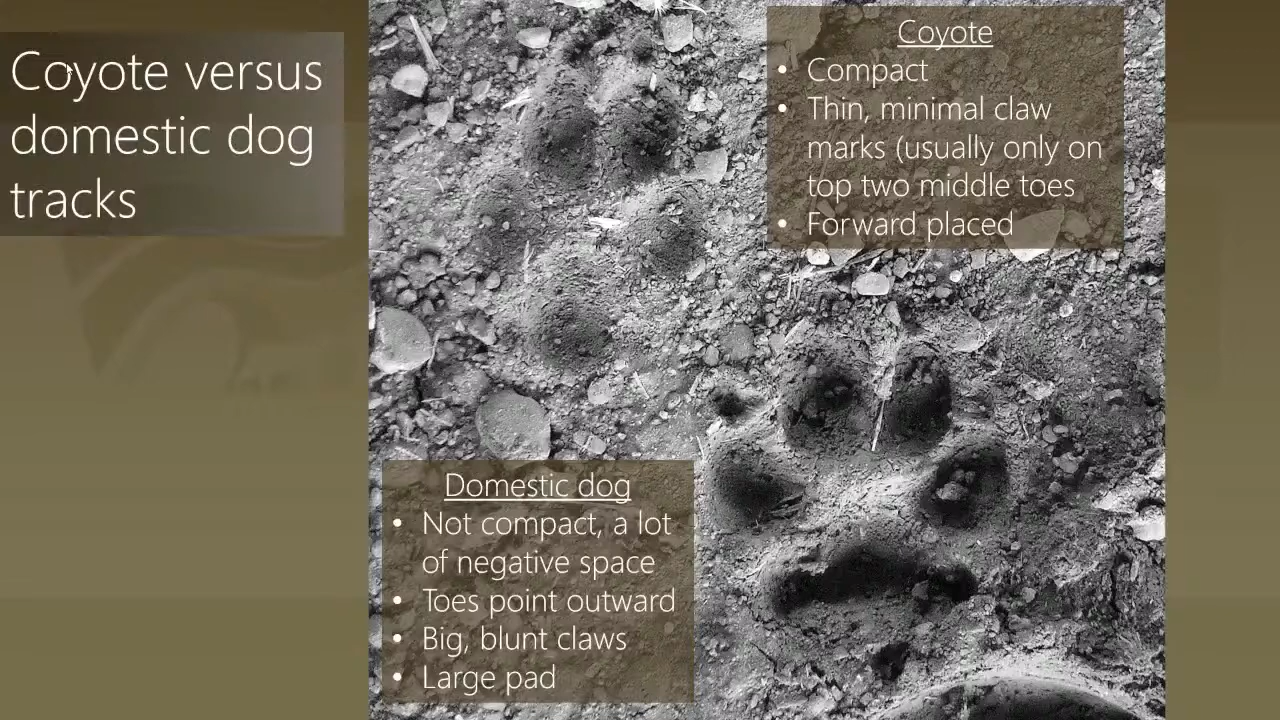 Coyote versus
domestic dog
tracks
Coyote
• Compact
• Thin, minimal claw
marks (usually only on
top two middle toes
• Forward placed
Domestic dog
• Not compact, a lot
of negative space
• Toes point outward
• Big, blunt claws
• Large pad